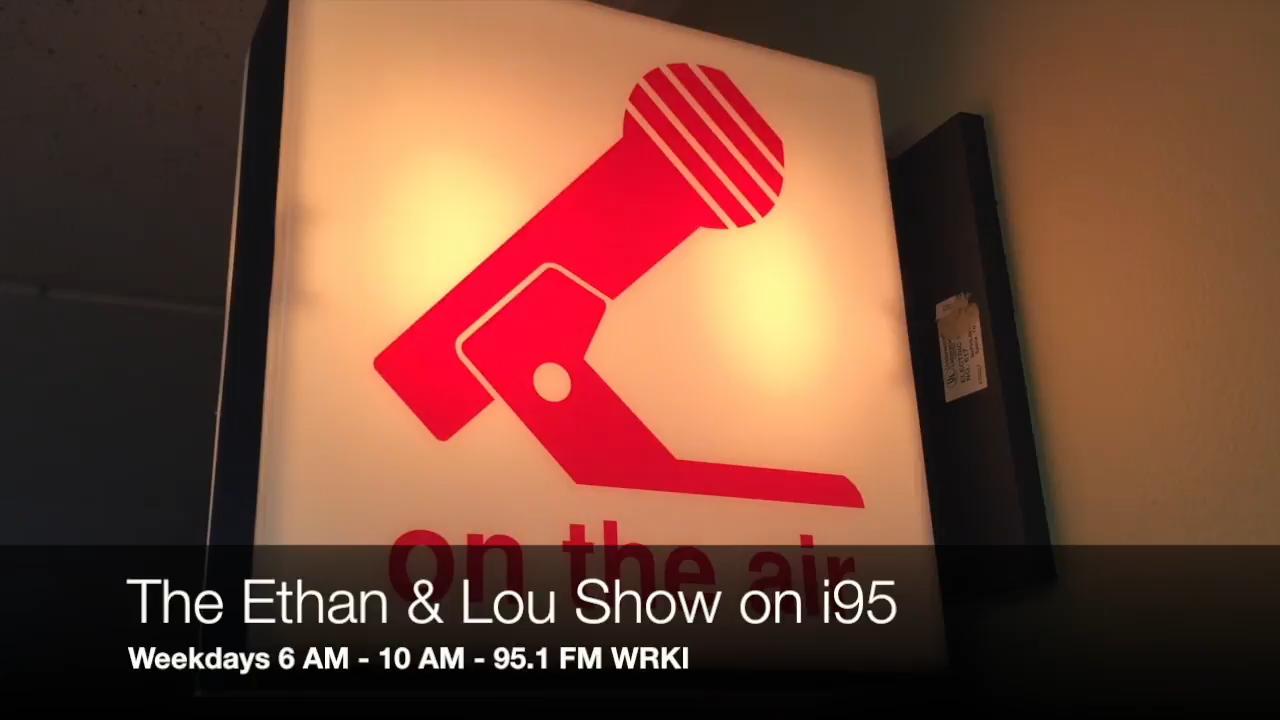 on the air
The Ethan & Lou Show on i95
Weekdays 6 AM - 10 AM - 95.1 FM WRKI